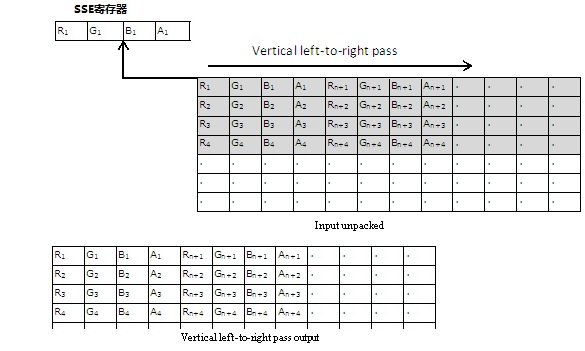 SSE寄存器
R1 G1 B1 A1
Vertical left-to-right pass
R1 G1 B1 A1 Rn+1 Gn+1 Bn+1 An+1 . . . .
R2 G2 B2 A2 Rn+2 Gn+2 Bn+2 An+2 . . . .
R3 G3 B3 A3 Rn+3 Gn+3 Bn+3 An+3 . . . .
R4 G4 B4 A4 Rn+4 Gn+4 Bn+4 An+4 . . . .
. . . . . . . . . . . .
. . . . . . . . . . . .
. . . . . . . . . . . .
Input unpacked
R1 G1 B1 A1 Rn+1 Gn+1 Bn+1 An+1 . . . .
R2 G2 B2 A2 Rn+2 Gn+2 Bn+2 An+2 . . . .
R3 G3 B3 A3 Rn+3 Gn+3 Bn+3 An+3 . . . .
R4 G4 B4 A4 Rn+4 Gn+4 Bn+4 An+4 . . . .
Vertical left-to-right pass output